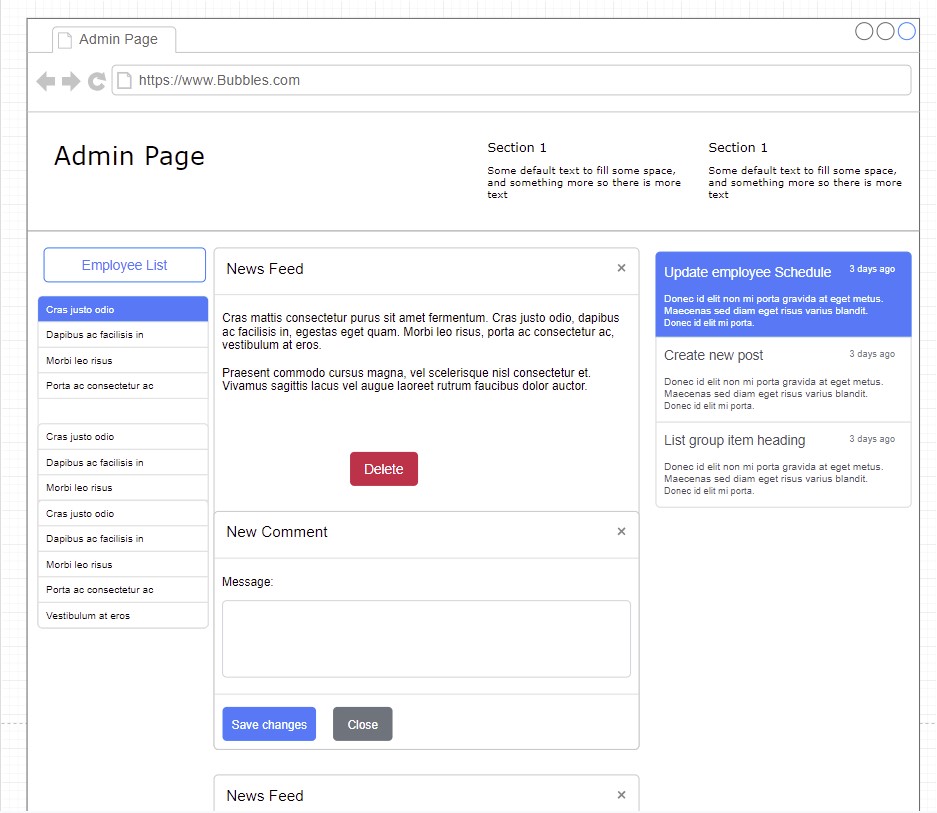 Admin Page
https://www.Bubbles.com
Admin Page
Section 1
Some default text to fill some space,
and something more so there is more
text
Section 1
Some default text to fill some space,
and something more so there is more
text
Employee List
Cras justo odio
Dapibus ac facilisis in
Morbi leo risus
Porta ac consectetur ac
Cras justo odio
Dapibus ac facilisis in
Morbi leo risus
Cras justo odio
Dapibus ac facilisis in
Morbi leo risus
Porta ac consectetur ac
Vestibulum at eros
News Feed ×
Cras mattis consectetur purus sit amet fermentum. Cras justo odio, dapibus
ac facilisis in, egestas eget quam. Morbi leo risus, porta ac consectetur ac,
vestibulum at eros.
Praesent commodo cursus magna, vel scelerisque nisl consectetur et.
Vivamus sagittis lacus vel augue laoreet rutrum faucibus dolor auctor.
Delete
New Comment ×
Message:
Save changes
Close
News Feed ×
Update employee Schedule 3 days ago
Donec id elit non mi porta gravida at eget metus.
Maecenas sed diam eget risus varius blandit.
Donec id elit mi porta.
Create new post 3 days ago
Donec id elit non mi porta gravida at eget metus.
Maecenas sed diam eget risus varius blandit.
Donec id elit mi porta.
List group item heading 3 days ago
Donec id elit non mi porta gravida at eget metus.
Maecenas sed diam eget risus varius blandit.
Donec id elit mi porta.